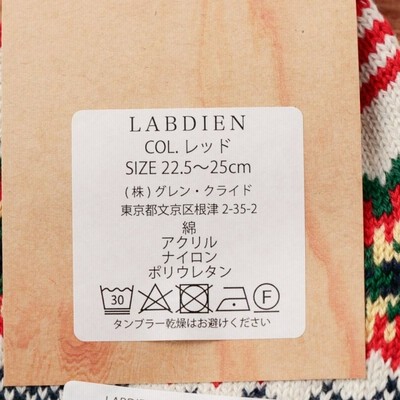 LABDIEN
COL. レッド
SIZE 22.5～25cm
(株) グレン・クライド
東京都文京区根津 2-35-2
綿
アクリル
ナイロン
ポリウレタン
30 F
タンブラー乾燥はお避けください
LABDIEN